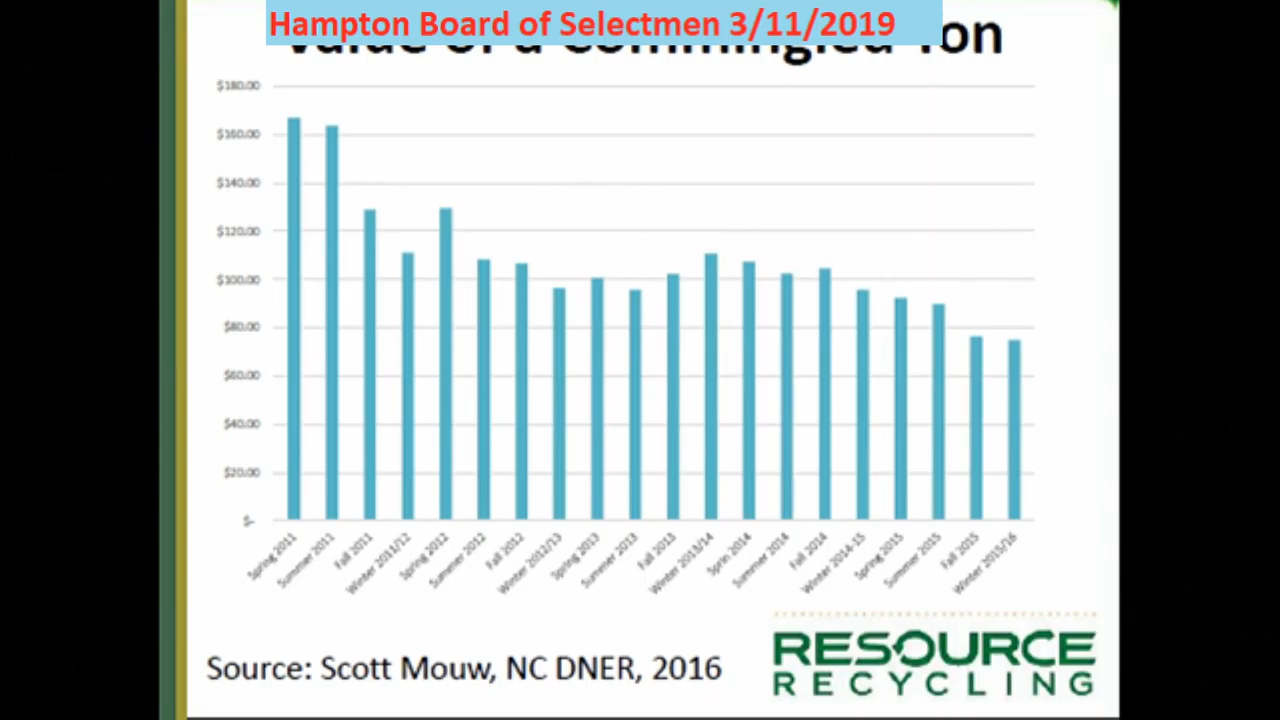 Hampton Board of Selectmen 3/11/2019
Value of a Commingled Ton
$180.00
$160.00
$140.00
$120.00
$100.00
$80.00
$60.00
$40.00
$20.00
$-
Spring 2011
Summer 2011
Fall 2011
Winter 2011/12
Spring 2012
Summer 2012
Fall 2012
Winter 2012/13
Spring 2013
Summer 2013
Fall 2013
Winter 2013/14
Sprin 2014
Summer 2014
Fall 2014
Winter 2014-15
Spring 2015
Summer 2015
Fall 2015
Winter 2015/16
Source: Scott Mouw, NC DNER, 2016
RESOURCE
RECYCLING